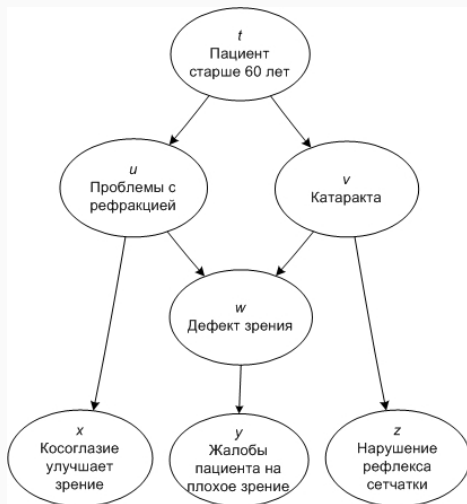 t
Пациент
старше 60 лет
u
Проблемы с
рефракцией
v
Катаракта
w
Дефект зрения
x
Косоглазие
улучшает
зрение
y
Жалобы
пациента на
плохое зрение
z
Нарушение
рефлекса
сетчатки